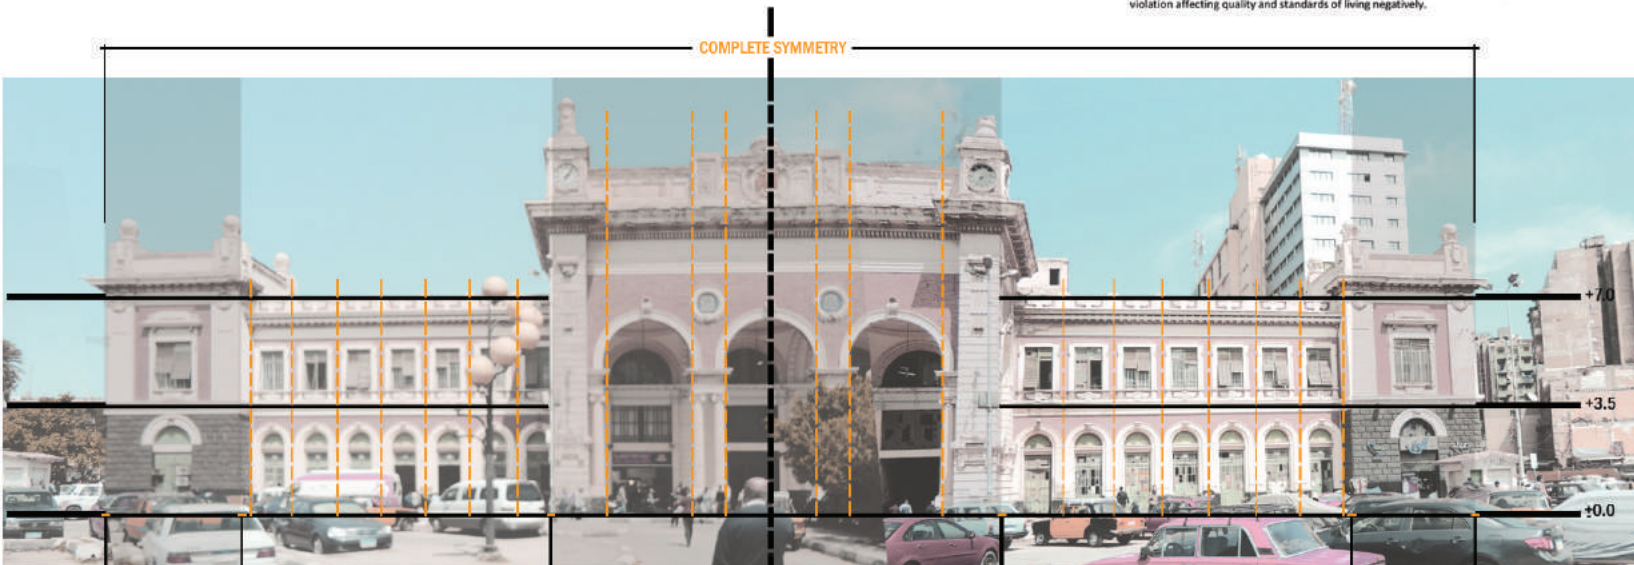 violation affecting quality and standards of living negatively.
COMPLETE SYMMETRY
+7.0
+3.5
±0.0